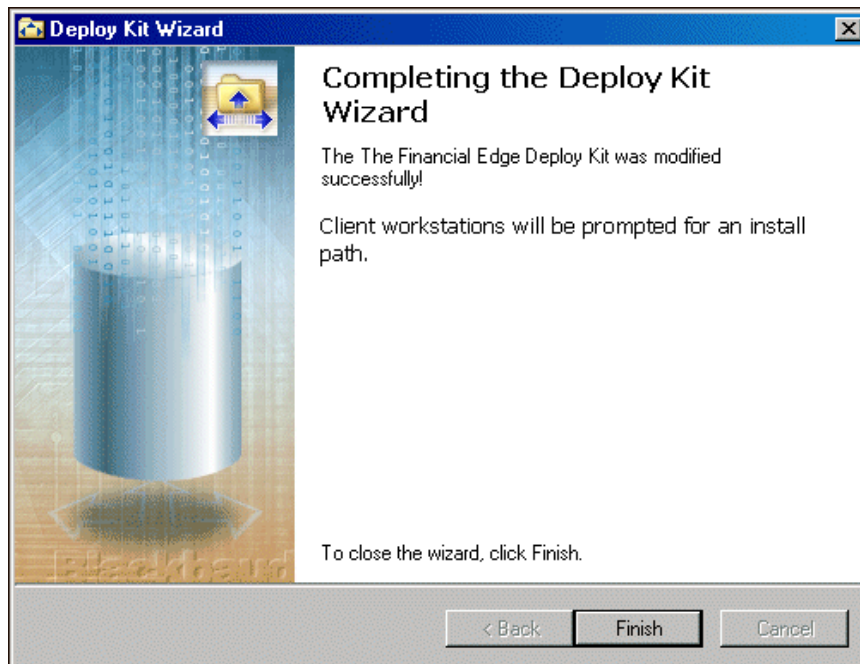 Deploy Kit Wizard
Completing the Deploy Kit
Wizard
The The Financial Edge Deploy Kit was modified
successfully!
Client workstations will be prompted for an install
path.
To close the wizard, click Finish.
Blackbaud
< Back
Finish
Cancel